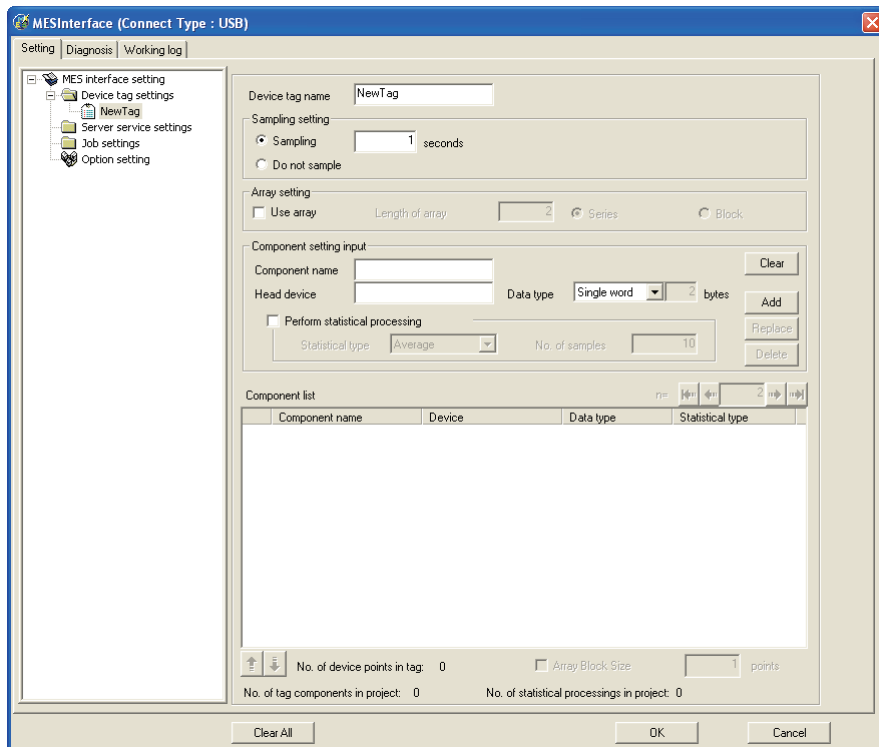 MESInterface (Connect Type : USB)
Setting Diagnosis Working log
MES interface setting
Device tag settings
NewTag
Server service settings
Job settings
Option setting
Device tag name NewTag
Sampling setting
Sampling 1 seconds
Do not sample
Array setting
Use array Length of array 2 Series Block
Component setting input
Component name
Clear
Head device Data type Single word 2 bytes
Add
Perform statistical processing
Replace
Statistical type Average No. of samples 10
Delete
Component list n= 2
Component name Device Data type Statistical type
No. of device points in tag: 0 Array Block Size 1 points
No. of tag components in project: 0 No. of statistical processings in project: 0
Clear All OK Cancel